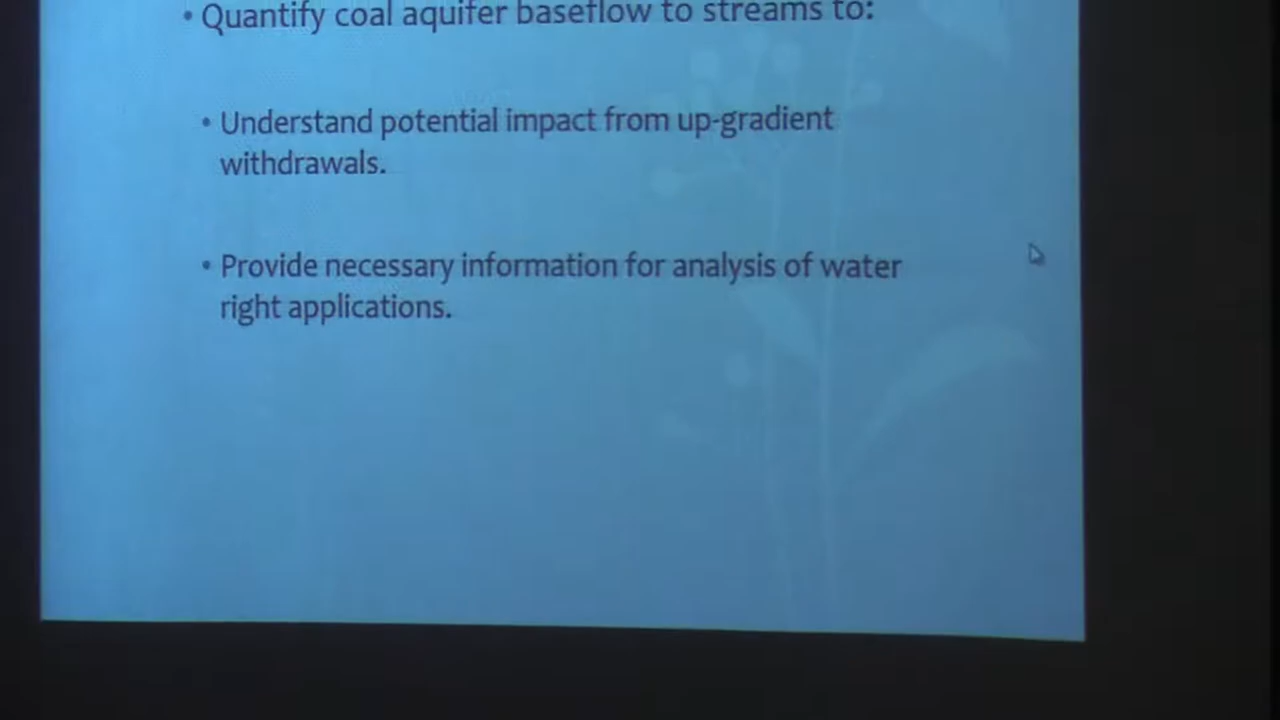 • Quantify coal aquifer baseflow to streams to:
• Understand potential impact from up-gradient
withdrawals.
• Provide necessary information for analysis of water
right applications.